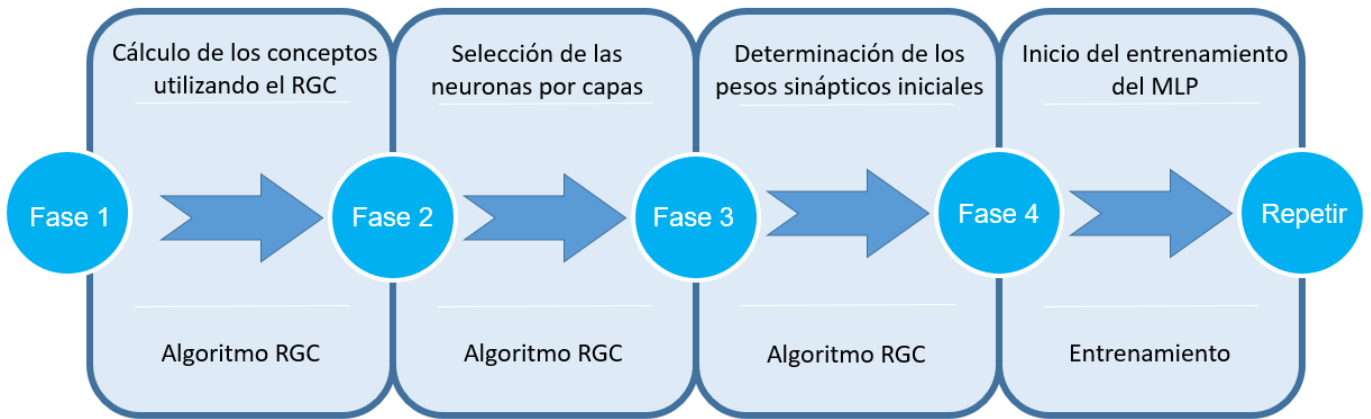 Cálculo de los conceptos
utilizando el RGC
Selección de las
neuronas por capas
Determinación de los
pesos sinápticos iniciales
Inicio del entrenamiento
del MLP
Fase 1
Fase 2
Fase 3
Fase 4
Repetir
Algoritmo RGC
Algoritmo RGC
Algoritmo RGC
Entrenamiento